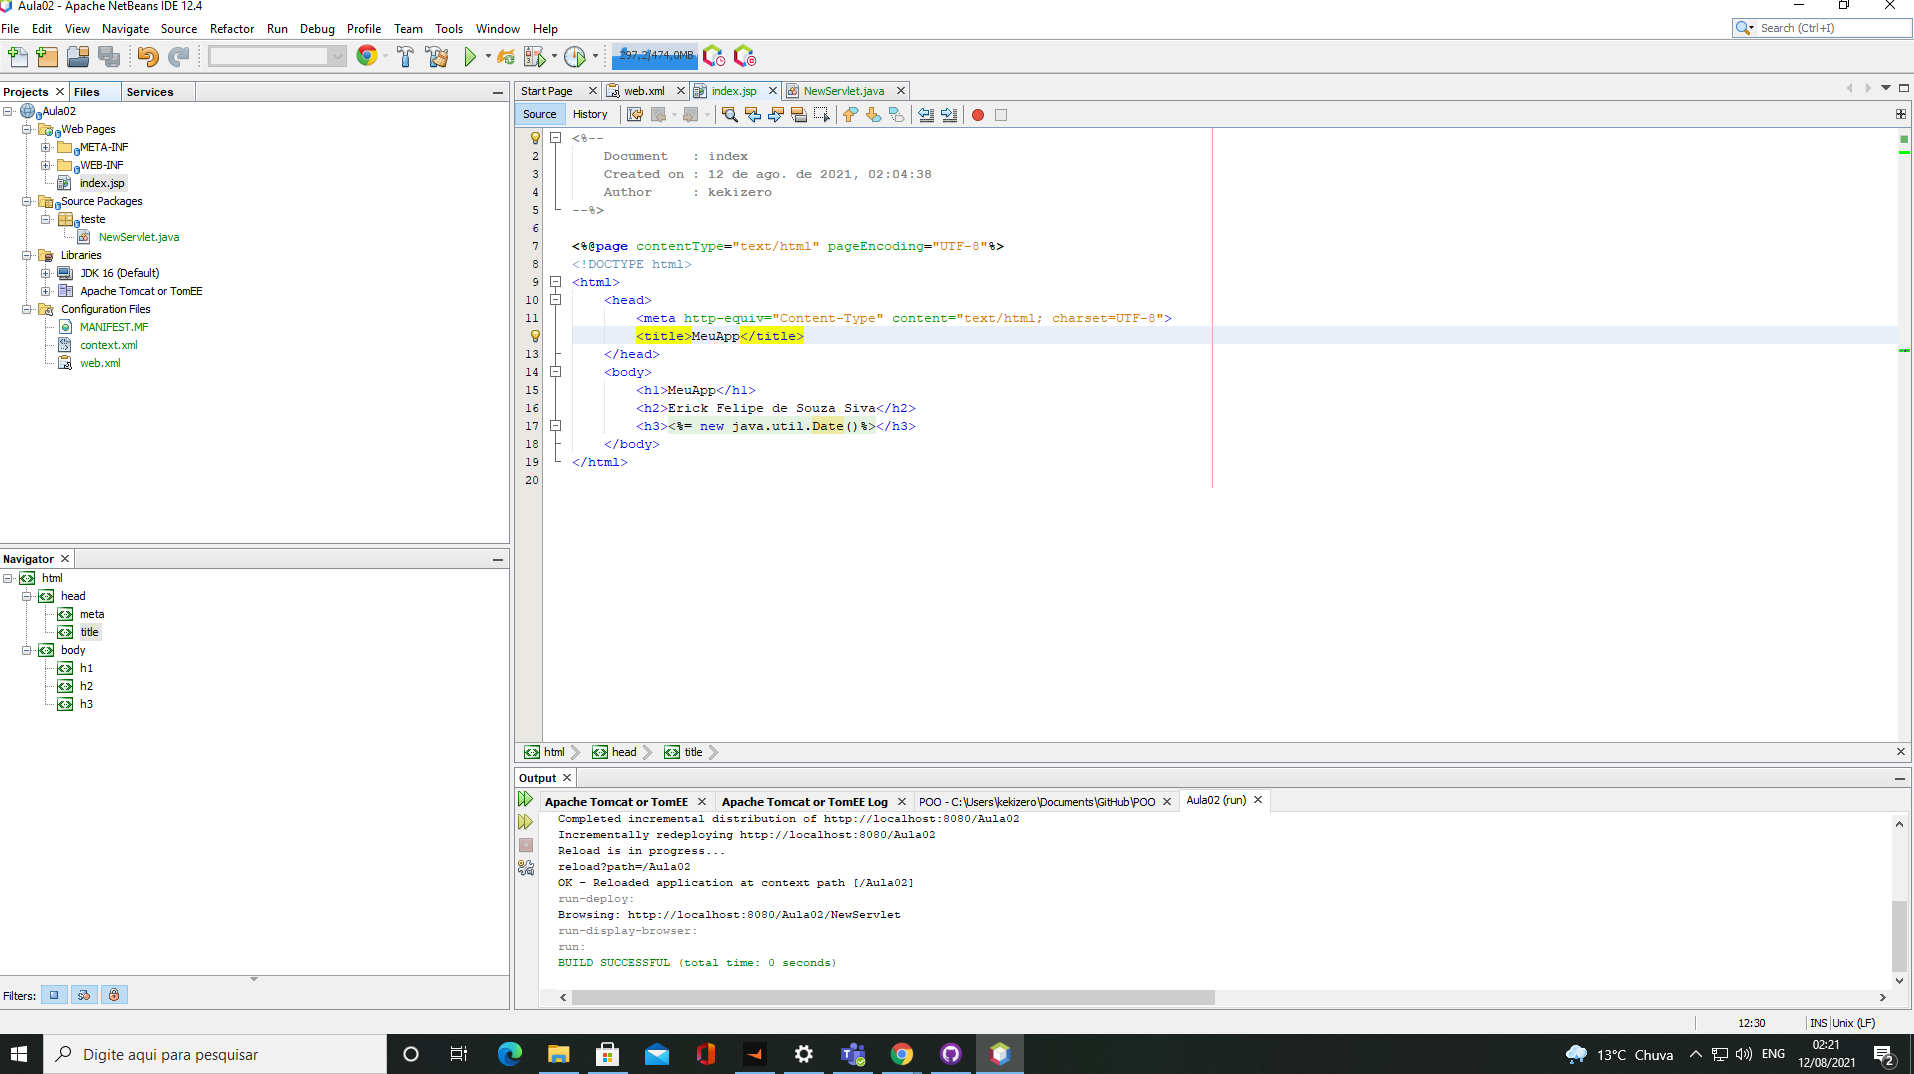 Aula02 - Apache NetBeans IDE 12.4
File Edit View Navigate Source Refactor Run Debug Profile Team Tools Window Help
Search (Ctrl+I)
297,2/474,0MB
Projects Files Services
Aula02
Web Pages
META-INF
WEB-INF
index.jsp
Source Packages
teste
NewServlet.java
Libraries
JDK 16 (Default)
Apache Tomcat or TomEE
Configuration Files
MANIFEST.MF
context.xml
web.xml
Navigator
html
head
meta
title
body
h1
h2
h3
Filters:
Start Page web.xml index.jsp NewServlet.java
Source History
<%--
2 Document : index
3 Created on : 12 de ago. de 2021, 02:04:38
4 Author : kekizero
5 --%>
6
7 <%@page contentType="text/html" pageEncoding="UTF-8"%>
8 <!DOCTYPE html>
9 <html>
10 <head>
11 <meta http-equiv="Content-Type" content="text/html; charset=UTF-8">
<title>MeuApp</title>
13 </head>
14 <body>
15 <h1>MeuApp</h1>
16 <h2>Erick Felipe de Souza Siva</h2>
17 <h3><%= new java.util.Date()%></h3>
18 </body>
19 </html>
20
html head title
Output
Apache Tomcat or TomEE Apache Tomcat or TomEE Log POO - C:\Users\kekizero\Documents\GitHub\POO Aula02 (run)
Completed incremental distribution of http://localhost:8080/Aula02
Incrementally redeploying http://localhost:8080/Aula02
Reload is in progress...
reload?path=/Aula02
OK - Reloaded application at context path [/Aula02]
run-deploy:
Browsing: http://localhost:8080/Aula02/NewServlet
run-display-browser:
run:
BUILD SUCCESSFUL (total time: 0 seconds)
12:30 INS Unix (LF)
Digite aqui para pesquisar
13°C Chuva
ENG
02:21
12/08/2021
2